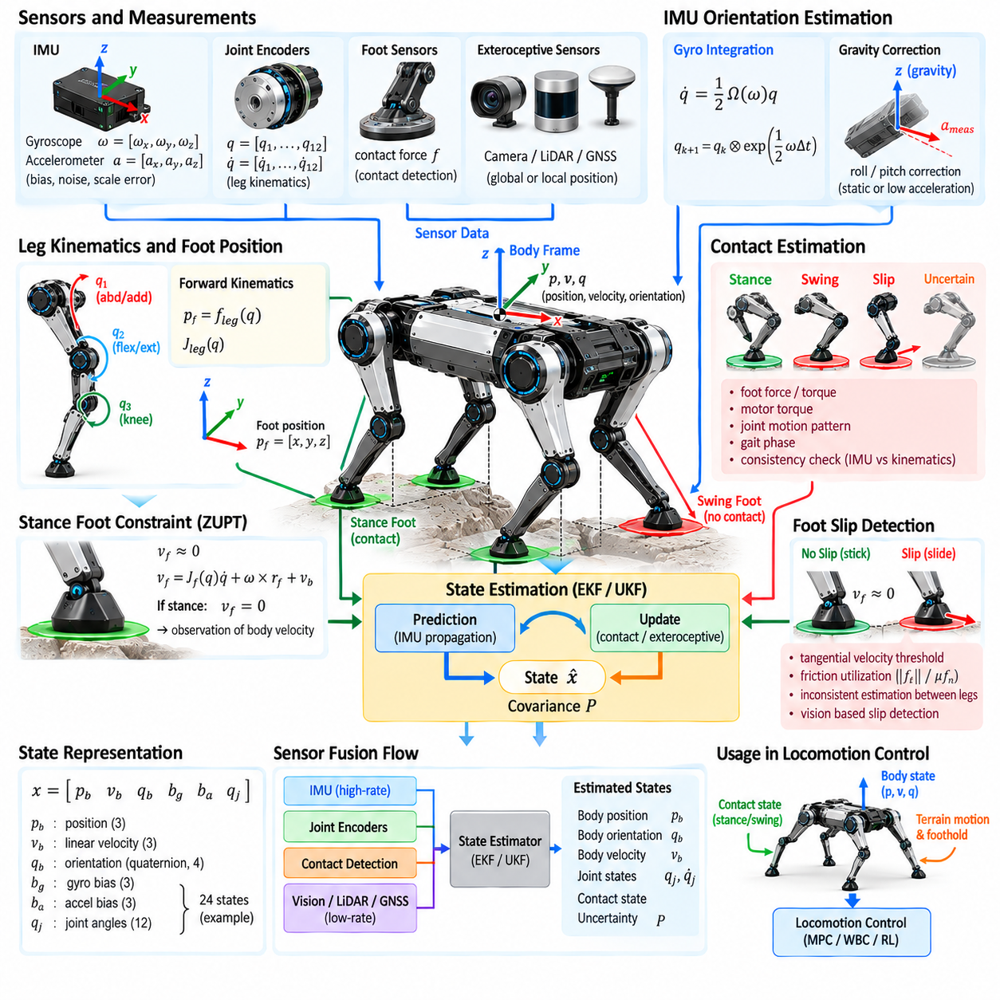 Sensors and Measurements
IMU
z
y
x
Gyroscope ω = [ωx, ωy, ωz]
Accelerometer a = [ax, ay, az]
(bias, noise, scale error)
Joint Encoders
q = [q1, . . . , q12]
q̇ = [q̇1, . . . , q̇12]
(leg kinematics)
Foot Sensors
contact force f
(contact detection)
Exteroceptive Sensors
Camera / LiDAR / GNSS
(global or local position)
IMU Orientation Estimation
Gyro Integration
q̇ = 1/2 Ω(ω)q
qk+1 = qk ⊗ exp(1/2 ωΔt)
Gravity Correction
z (gravity)
ameas
roll / pitch correction
(static or low acceleration)
Sensor Data
z
Body Frame
y
x
p, v, q
(position, velocity, orientation)
Leg Kinematics and Foot Position
q1
(abd/add)
q2
(flex/ext)
q3
(knee)
Forward Kinematics
pf = fleg(q)
Jleg(q)
z
y
Foot position
pf = [x, y, z]
Contact Estimation
Stance Swing Slip Uncertain
• foot force / torque
• motor torque
• joint motion pattern
• gait phase
• consistency check (IMU vs kinematics)
Stance Foot
(contact)
Swing Foot
(no contact)
Stance Foot Constraint (ZUPT)
vf ≈ 0
vf = Jf(q)q̇ + ω × rf + vb
If stance: vf = 0
→ observation of body velocity
State Estimation (EKF / UKF)
Prediction
(IMU propagation)
Update
(contact / exteroceptive)
State x̂
Covariance P
Foot Slip Detection
No Slip (stick)
Slip (slide)
vf ≈ 0
• tangential velocity threshold
• friction utilization (||ft|| / μfn)
• inconsistent estimation between legs
• vision based slip detection
State Representation
x = [ pb vb qb bg ba qj ]
pb : position (3)
vb : linear velocity (3)
qb : orientation (quaternion, 4)
bg : gyro bias (3)
ba : accel bias (3)
qj : joint angles (12)
24 states
(example)
Sensor Fusion Flow
IMU (high-rate)
Joint Encoders
Contact Detection
Vision / LiDAR / GNSS
(low-rate)
State Estimator
(EKF / UKF)
Estimated States
Body position pb
Body orientation qb
Body velocity vb
Joint states qj, q̂j
Contact state
Uncertainty P
Usage in Locomotion Control
Body state
(p, v, q)
Contact state
(stance/swing)
Terrain motion
& foothold
Locomotion Control
(MPC / WBC / RL)